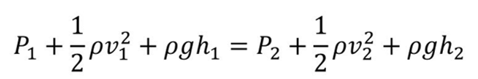 P₁ + ½ρv₁² + ρgh₁ = P₂ + ½ρv₂² + ρgh₂